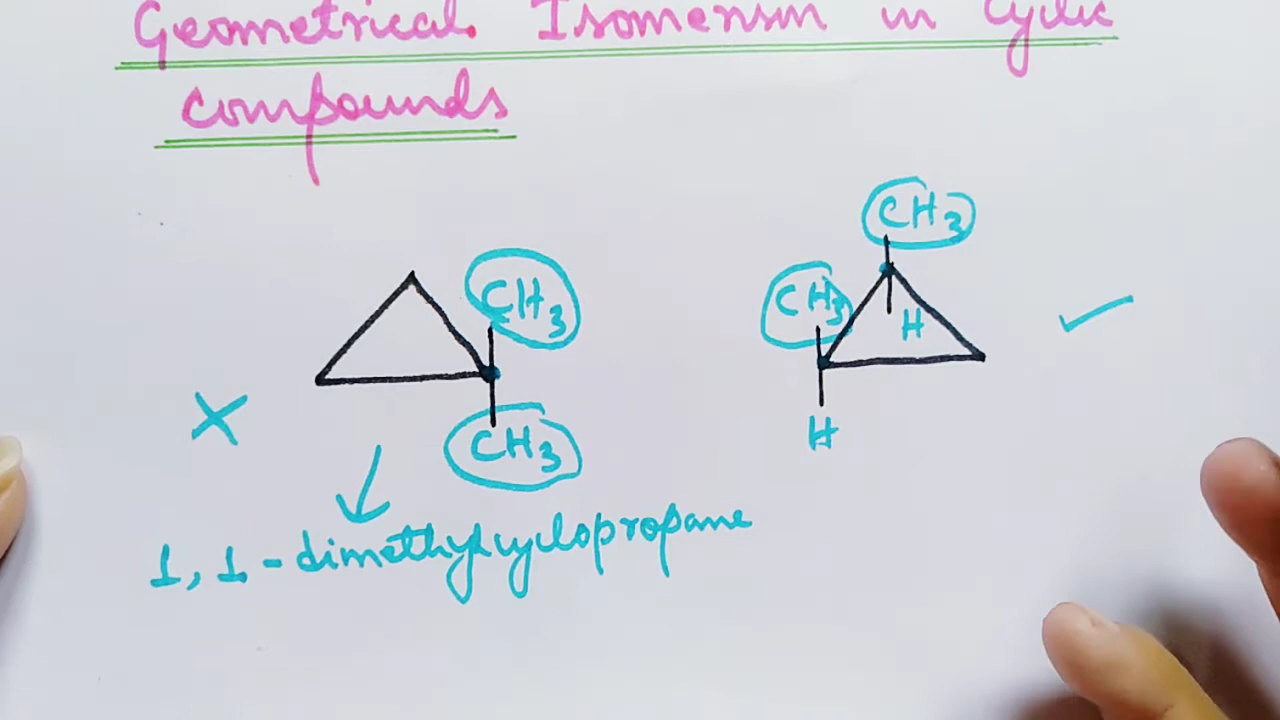 Geometrical Isomerism in Cyclic
compounds
CH3
CH3
CH3
H
CH3
H
1, 1 - dimethylcyclopropane